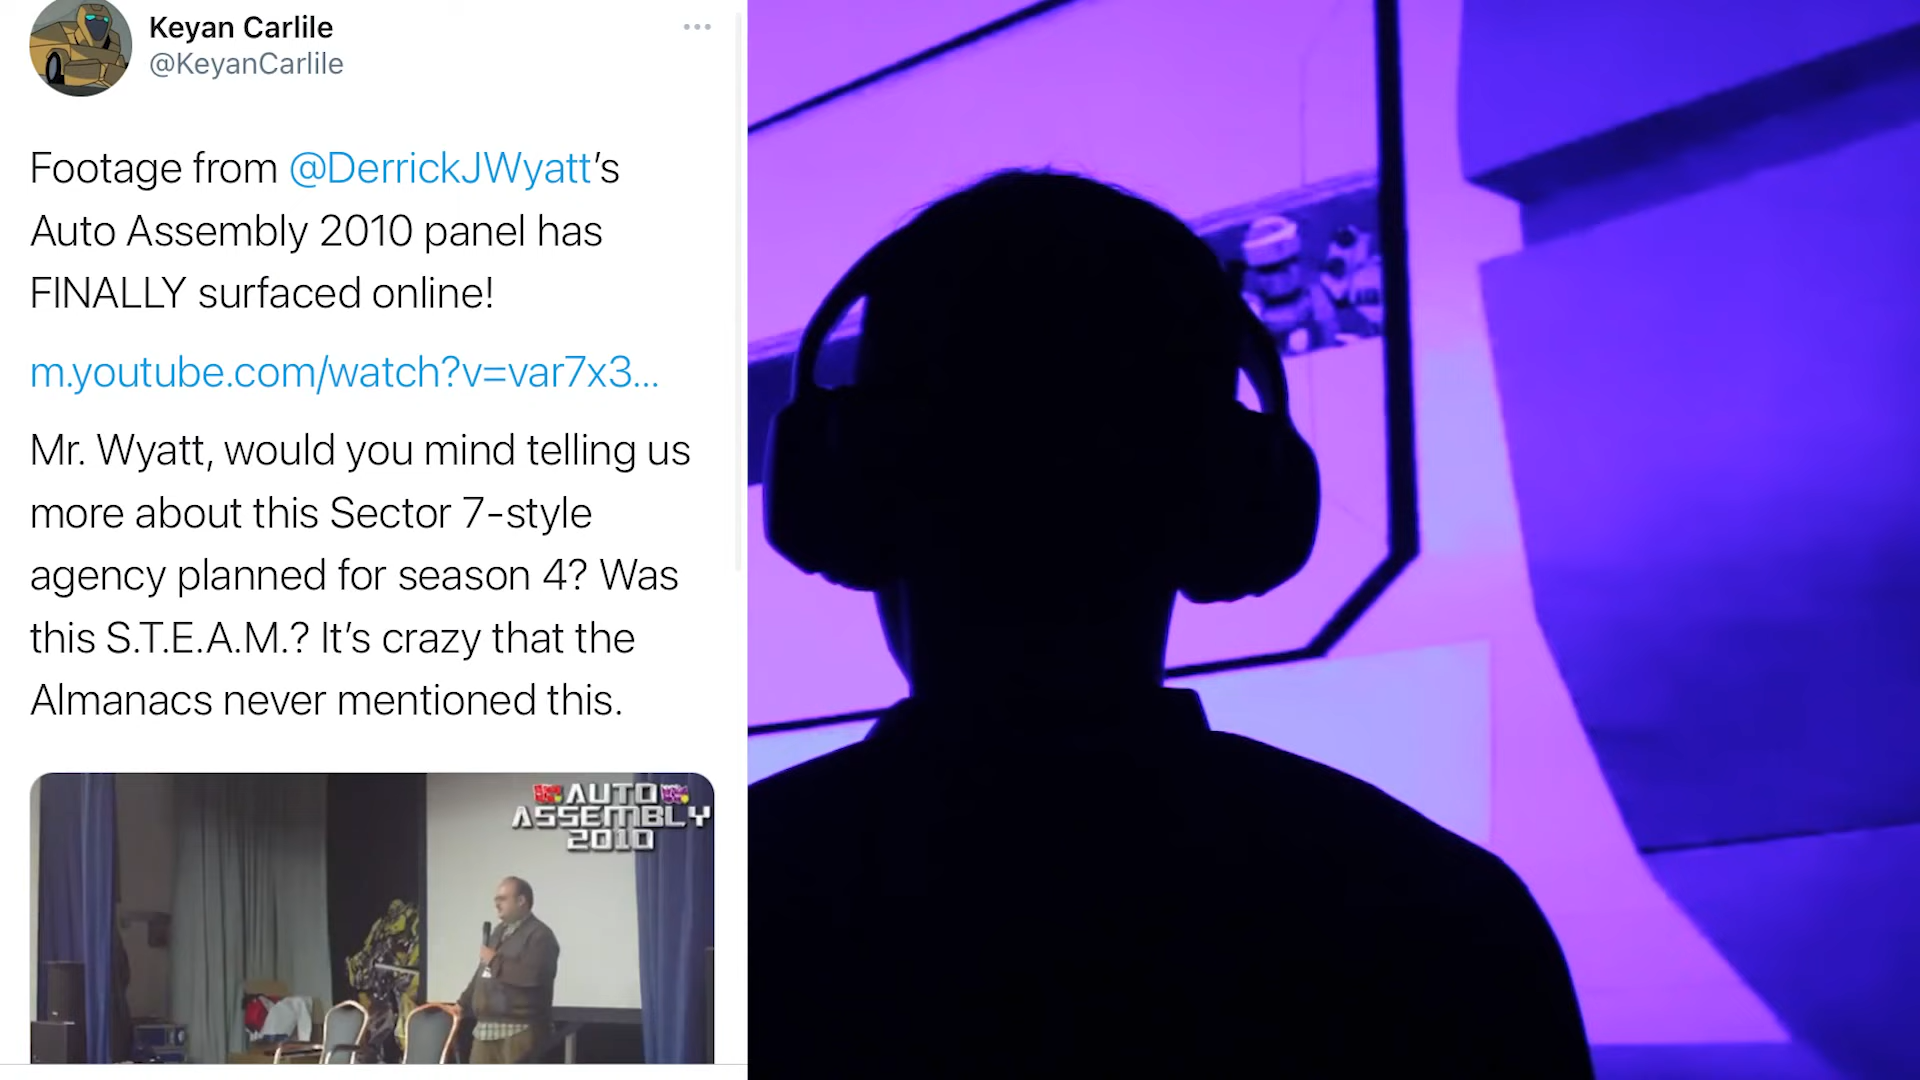 Keyan Carlile
@KeyanCarlile
Footage from @DerrickJWyatt’s
Auto Assembly 2010 panel has
FINALLY surfaced online!
m.youtube.com/watch?v=var7x3...
Mr. Wyatt, would you mind telling us
more about this Sector 7-style
agency planned for season 4? Was
this S.T.E.A.M.? It’s crazy that the
Almanacs never mentioned this.
AUTO
ASSEMBLY
2010